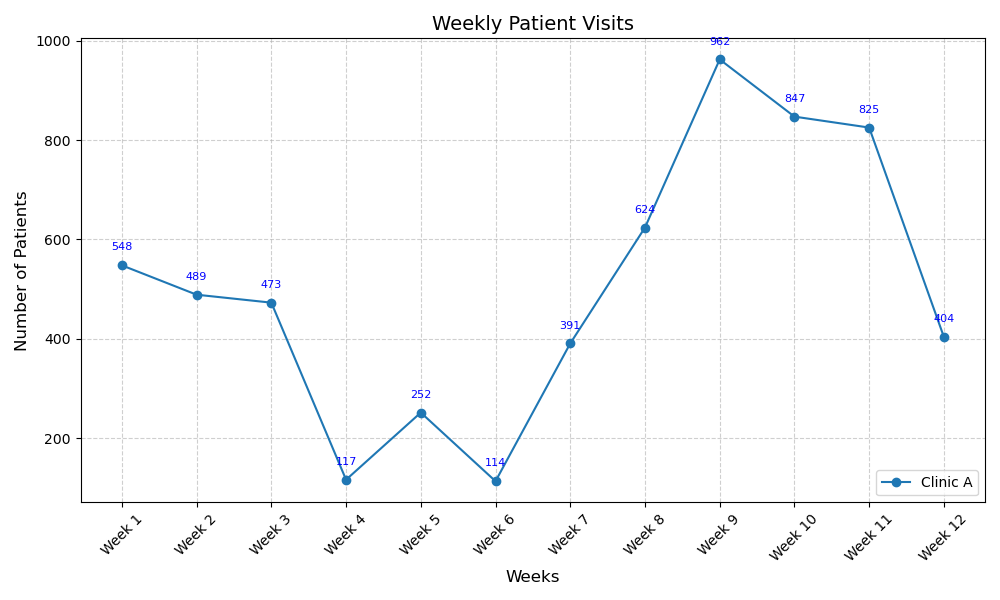 Weekly Patient Visits
Number of Patients
1000
800
600
400
200
548
489
473
117
252
114
391
624
962
847
825
404
Clinic A
Week 1
Week 2
Week 3
Week 4
Week 5
Week 6
Week 7
Week 8
Week 9
Week 10
Week 11
Week 12
Weeks